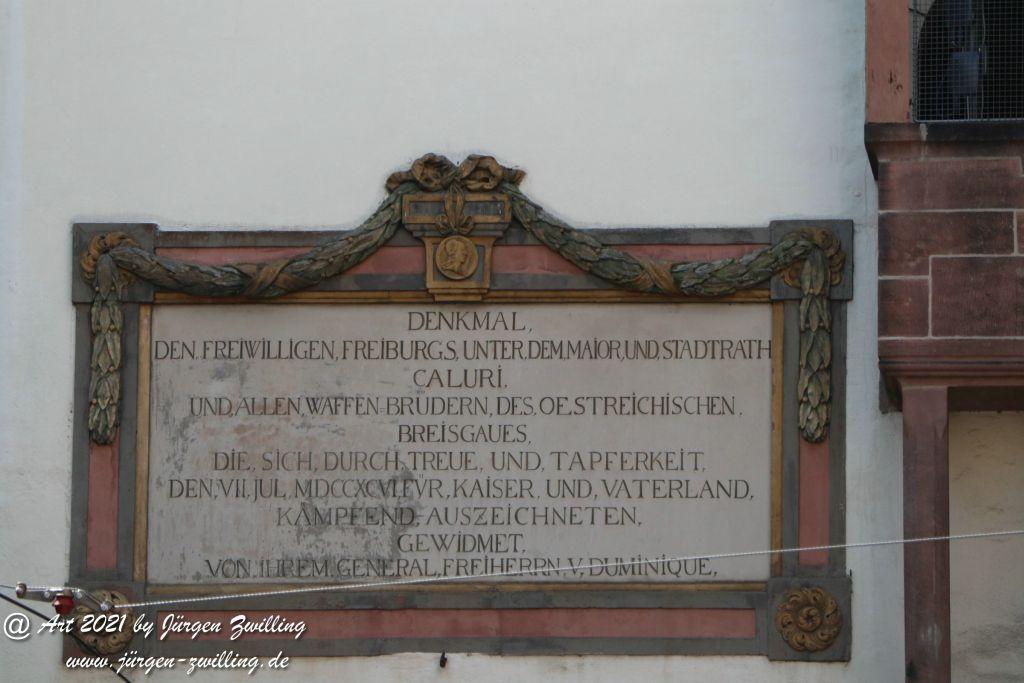 DENKMAL,
DEN, FREIWILLIGEN, FREIBURGS, UNTER, DEM, MAIOR, UND, STADTRATH
CALURI,
UND, ALLEN, WAFFEN=BRUDERN, DES, OESTREICHISCHEN,
BREISGAUES,
DIE, SICH, DURCH, TREUE, UND, TAPFERKEIT,
DEN, VII, JUL, MDCCXCVI, FVR, KAISER, UND, VATERLAND,
KÄMPFEND, AUSZEICHNETEN,
GEWIDMET,
VON, IHREM, GENERAL, FREIHERRN, V, DUMINIQUE,
@ Art 2021 by Jürgen Zwilling
www.jürgen-zwilling.de